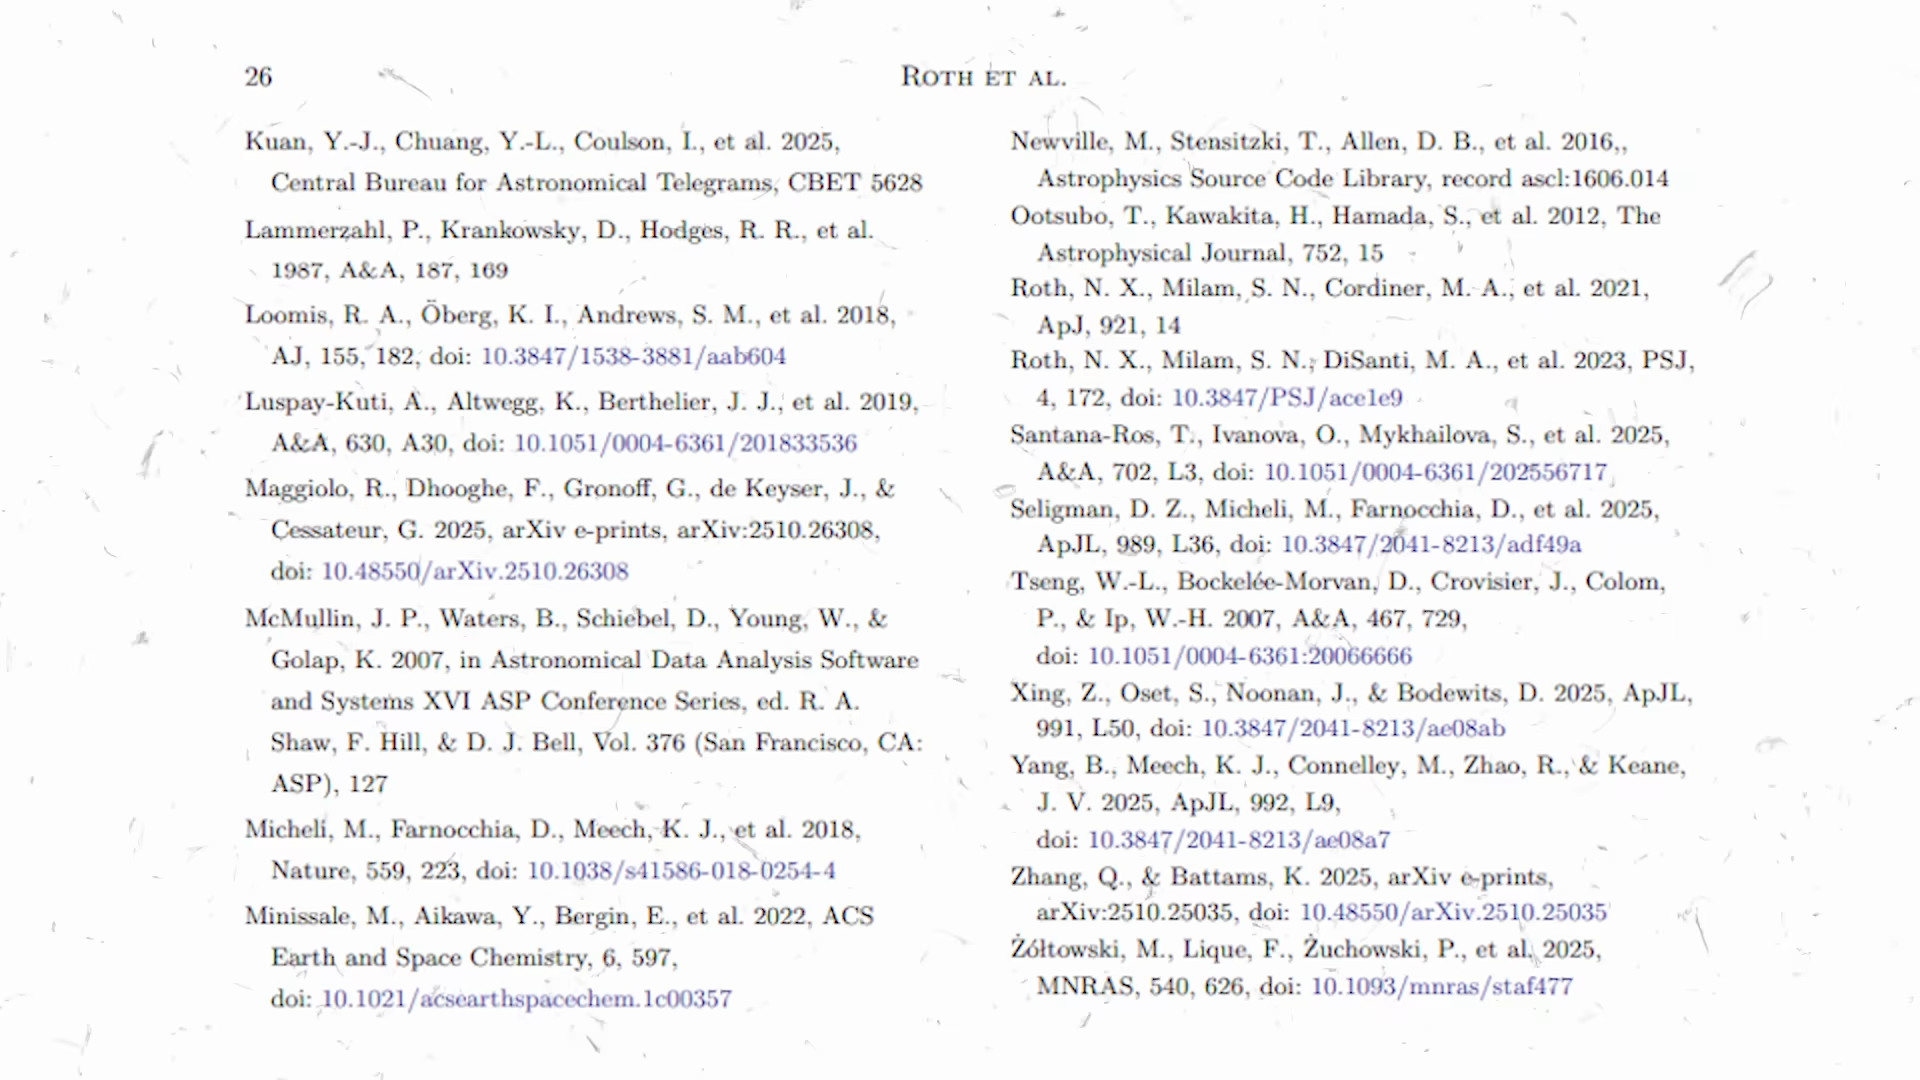 26
ROTH ET AL.
Kuan, Y.-J., Chuang, Y.-L., Coulson, I., et al. 2025,
Central Bureau for Astronomical Telegrams, CBET 5628
Lammerzahl, P., Krankowsky, D., Hodges, R. R., et al.
1987, A&A, 187, 169
Loomis, R. A., Öberg, K. I., Andrews, S. M., et al. 2018,
AJ, 155, 182, doi: 10.3847/1538-3881/aab604
Luspay-Kuti, A., Altwegg, K., Berthelier, J. J., et al. 2019,
A&A, 630, A30, doi: 10.1051/0004-6361/201833536
Maggiolo, R., Dhooghe, F., Gronoff, G., de Keyser, J., &
Cessateur, G. 2025, arXiv e-prints, arXiv:2510.26308,
doi: 10.48550/arXiv.2510.26308
McMullin, J. P., Waters, B., Schiebel, D., Young, W., &
Golap, K. 2007, in Astronomical Data Analysis Software
and Systems XVI ASP Conference Series, ed. R. A.
Shaw, F. Hill, & D. J. Bell, Vol. 376 (San Francisco, CA:
ASP), 127
Micheli, M., Farnocchia, D., Meech, K. J., et al. 2018,
Nature, 559, 223, doi: 10.1038/s41586-018-0254-4
Minissale, M., Aikawa, Y., Bergin, E., et al. 2022, ACS
Earth and Space Chemistry, 6, 597,
doi: 10.1021/acsearthspacechem.1c00357
Newville, M., Stensitzki, T., Allen, D. B., et al. 2016,,
Astrophysics Source Code Library, record ascl:1606.014
Ootsubo, T., Kawakita, H., Hamada, S., et al. 2012, The
Astrophysical Journal, 752, 15
Roth, N. X., Milam, S. N., Cordiner, M. A., et al. 2021,
ApJ, 921, 14
Roth, N. X., Milam, S. N., DiSanti, M. A., et al. 2023, PSJ,
4, 172, doi: 10.3847/PSJ/ace1e9
Santana-Ros, T., Ivanova, O., Mykhailova, S., et al. 2025,
A&A, 702, L3, doi: 10.1051/0004-6361/202556717
Seligman, D. Z., Micheli, M., Farnocchia, D., et al. 2025,
ApJL, 989, L36, doi: 10.3847/2041-8213/adf49a
Tseng, W.-L., Bockelée-Morvan, D., Crovisier, J., Colom,
P., & Ip, W.-H. 2007, A&A, 467, 729,
doi: 10.1051/0004-6361:20066666
Xing, Z., Oset, S., Noonan, J., & Bodewits, D. 2025, ApJL,
991, L50, doi: 10.3847/2041-8213/ae08ab
Yang, B., Meech, K. J., Connelley, M., Zhao, R., & Keane,
J. V. 2025, ApJL, 992, L9,
doi: 10.3847/2041-8213/ae08a7
Zhang, Q., & Battams, K. 2025, arXiv e-prints,
arXiv:2510.25035, doi: 10.48550/arXiv.2510.25035
Żółtowski, M., Lique, F., Żuchowski, P., et al. 2025,
MNRAS, 540, 626, doi: 10.1093/mnras/staf477